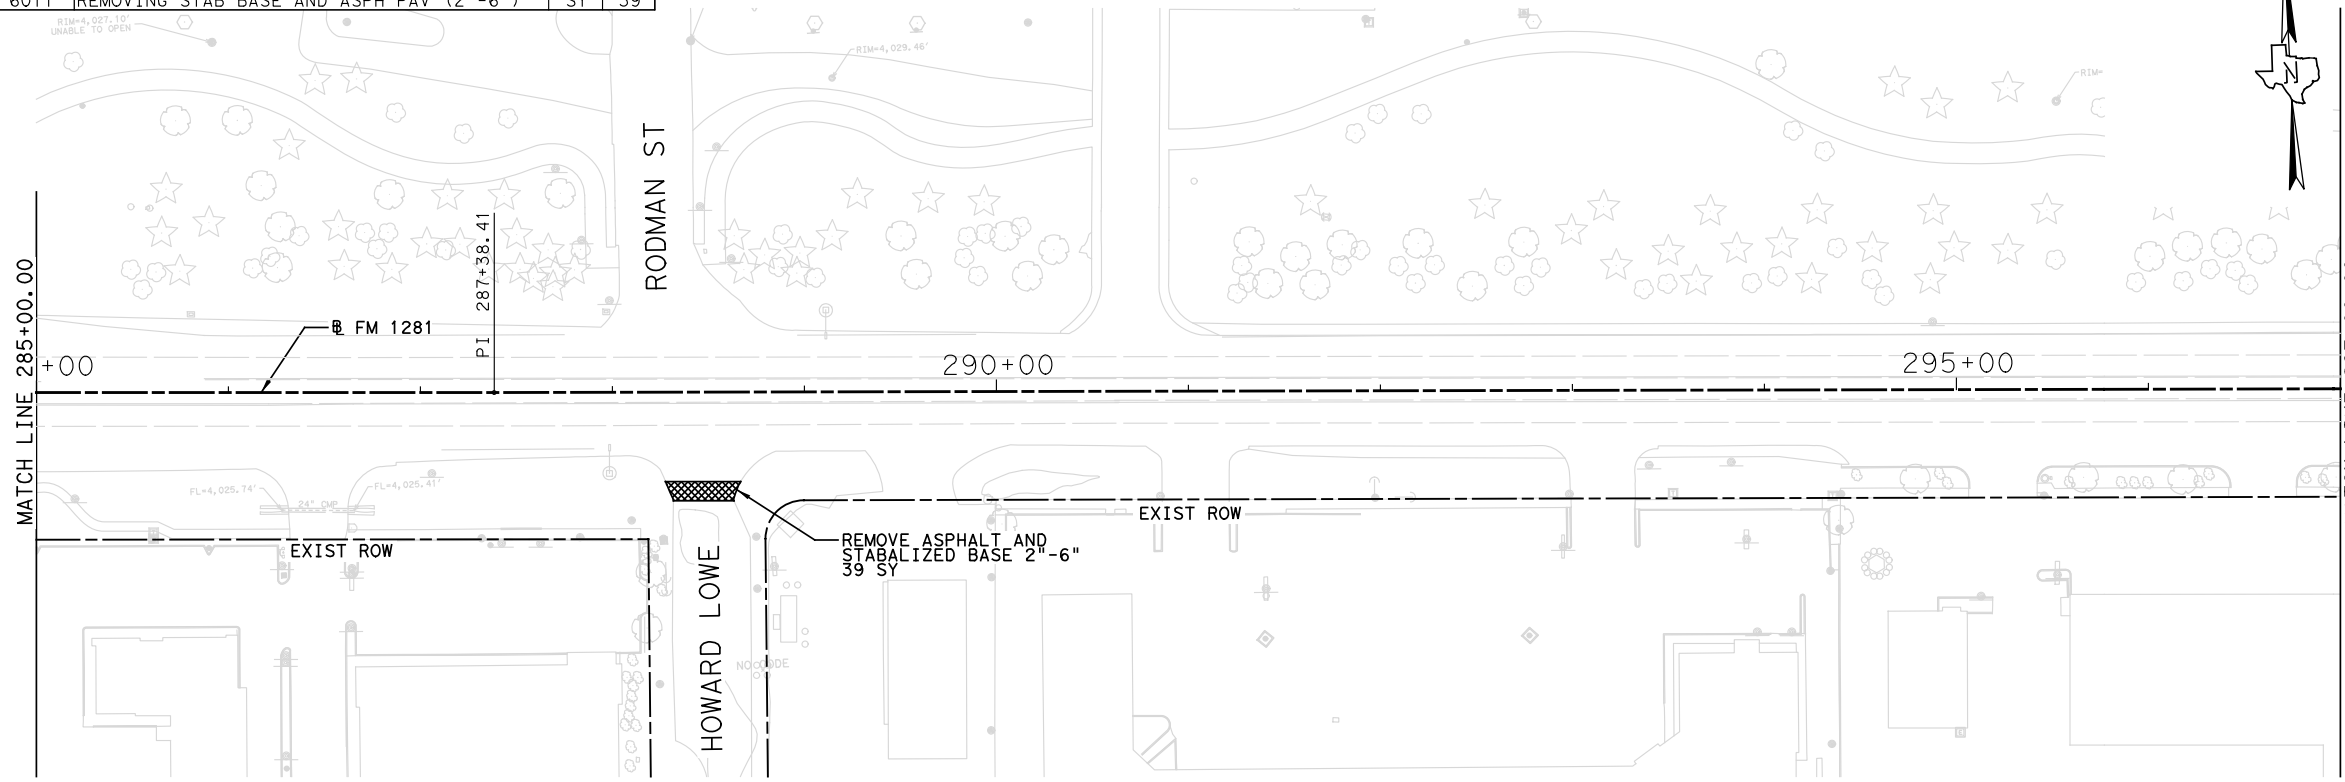 REMOVING STAB BASE AND ASPH PAV (2"-6") SY 39
RIM=4,027.10'
UNABLE TO OPEN
RIM=4,029.46'
RIM=
N
RODMAN ST
PI 287+38.41
MATCH LINE 285+00.00
BL FM 1281
+00
290+00
295+00
FL=4,025.74'
FL=4,025.41'
24" CMP
EXIST ROW
EXIST ROW
REMOVE ASPHALT AND
STABALIZED BASE 2"-6"
39 SY
HOWARD LOWE
NO CODE